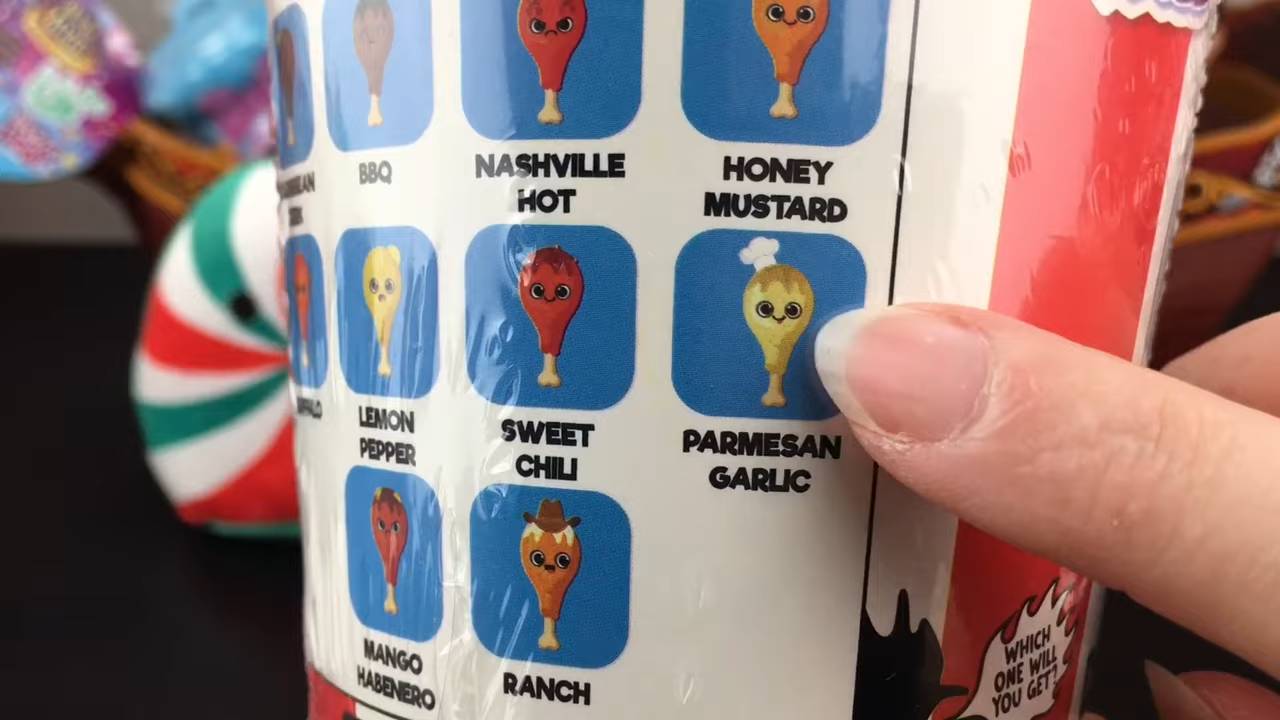 BBQ
NASHVILLE
HOT
HONEY
MUSTARD
LEMON
PEPPER
SWEET
CHILI
PARMESAN
GARLIC
MANGO
HABENERO
RANCH
WHICH
ONE WILL
YOU GET?